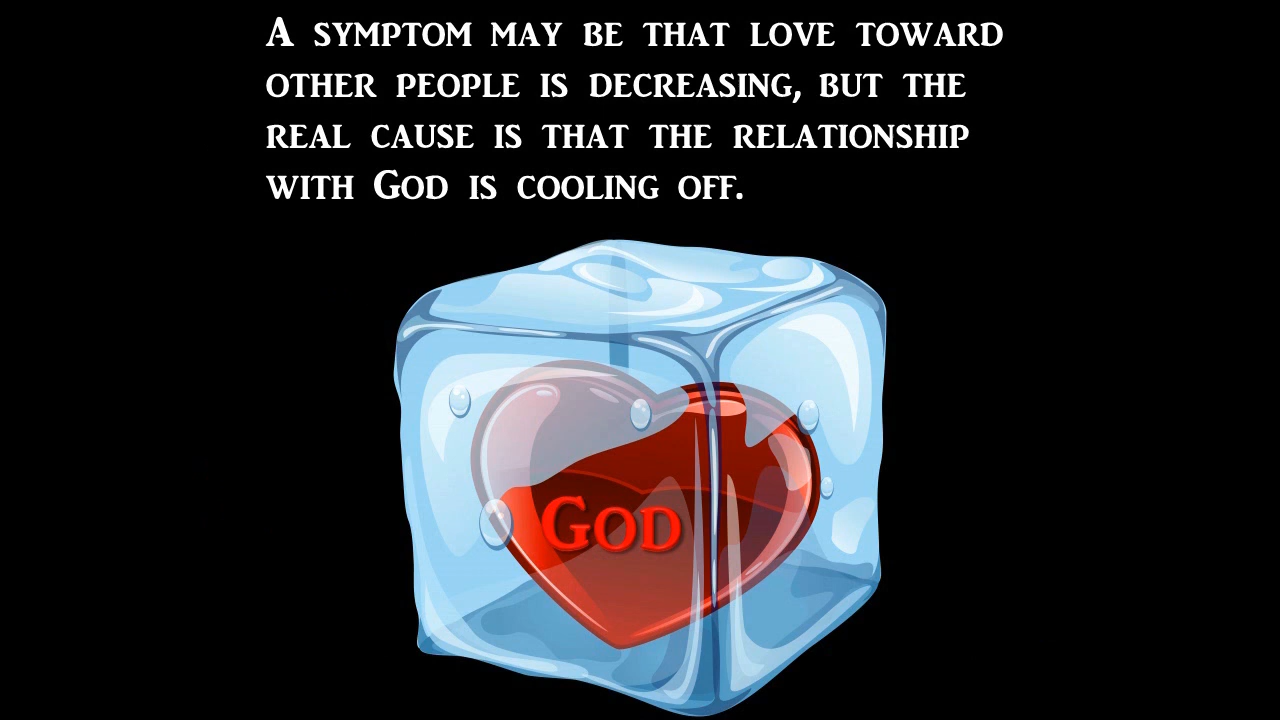 A symptom may be that love toward
other people is decreasing, but the
real cause is that the relationship
with God is cooling off.
God